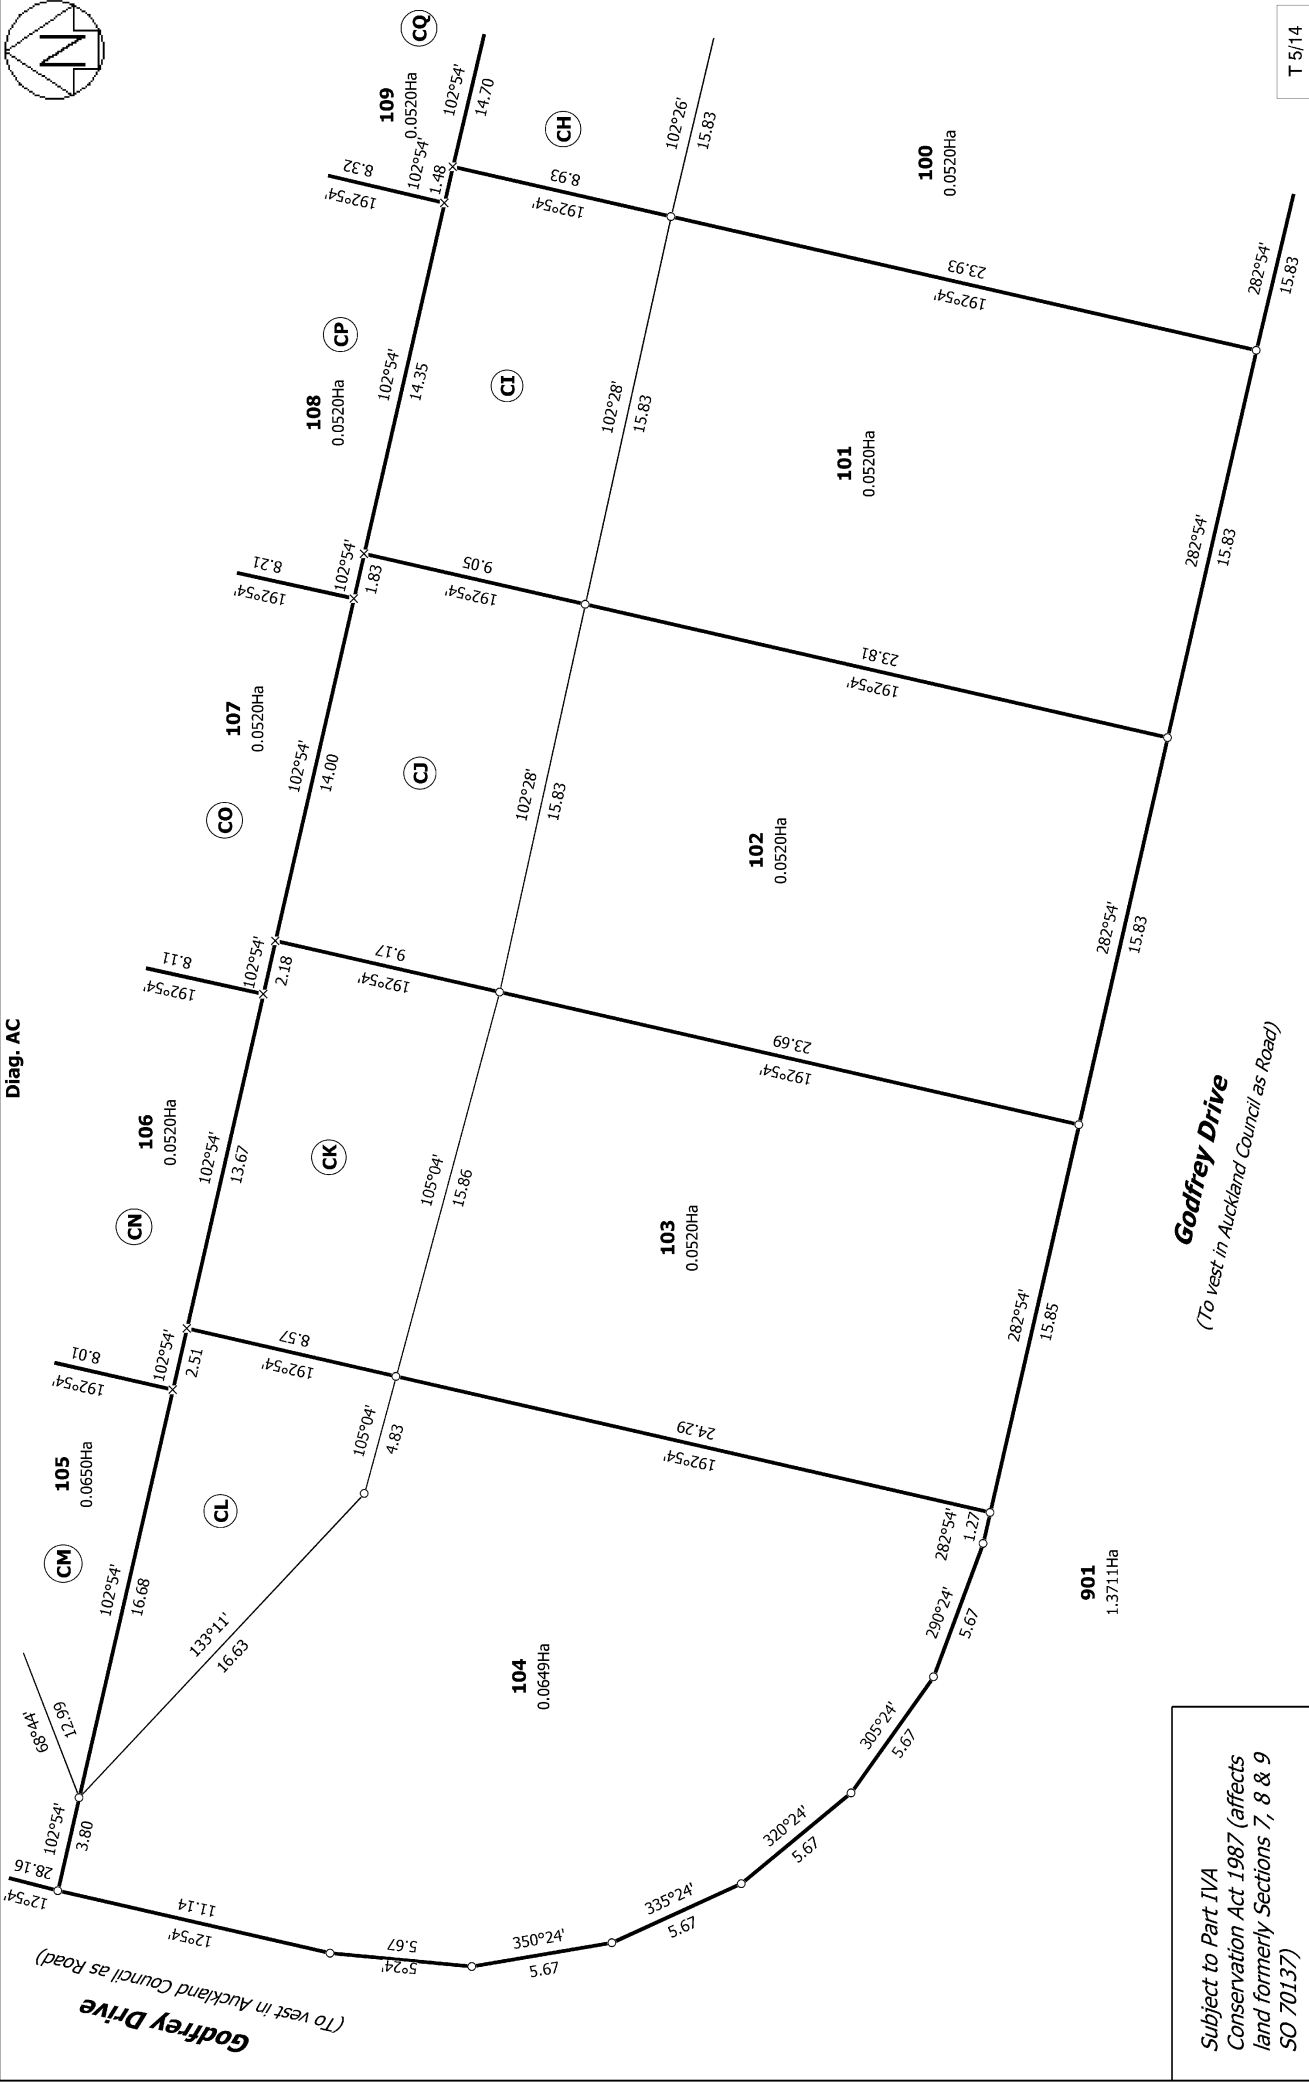 Diag. AC
N
T 5/14
CQ
109
0.0520Ha
102°54'
14.70
102°54'
1.48
8.32
192°54'
CH
8.93
192°54'
102°26'
15.83
100
0.0520Ha
23.93
192°54'
282°54'
15.83
CP
108
0.0520Ha
102°54'
14.35
CI
102°28'
15.83
101
0.0520Ha
282°54'
15.83
8.21
192°54'
102°54'
1.83
9.05
192°54'
23.81
192°54'
107
0.0520Ha
CO
102°54'
14.00
CJ
102°28'
15.83
102
0.0520Ha
282°54'
15.83
8.11
192°54'
102°54'
2.18
9.17
192°54'
23.69
192°54'
106
0.0520Ha
CN
102°54'
13.67
CK
105°04'
15.86
103
0.0520Ha
282°54'
15.85
Godfrey Drive
(To vest in Auckland Council as Road)
8.01
192°54'
102°54'
2.51
8.57
192°54'
24.29
192°54'
105
0.0650Ha
CM
102°54'
16.68
CL
105°04'
4.83
133°11'
16.63
68°44'
12.99
104
0.0649Ha
282°54'
1.27
290°24'
5.67
305°24'
5.67
320°24'
5.67
335°24'
5.67
350°24'
5.67
5°24'
5.67
12°54'
11.14
102°54'
3.80
12°54'
28.16
901
1.3711Ha
Godfrey Drive
(To vest in Auckland Council as Road)
Subject to Part IVA
Conservation Act 1987 (affects
land formerly Sections 7, 8 & 9
SO 70137)